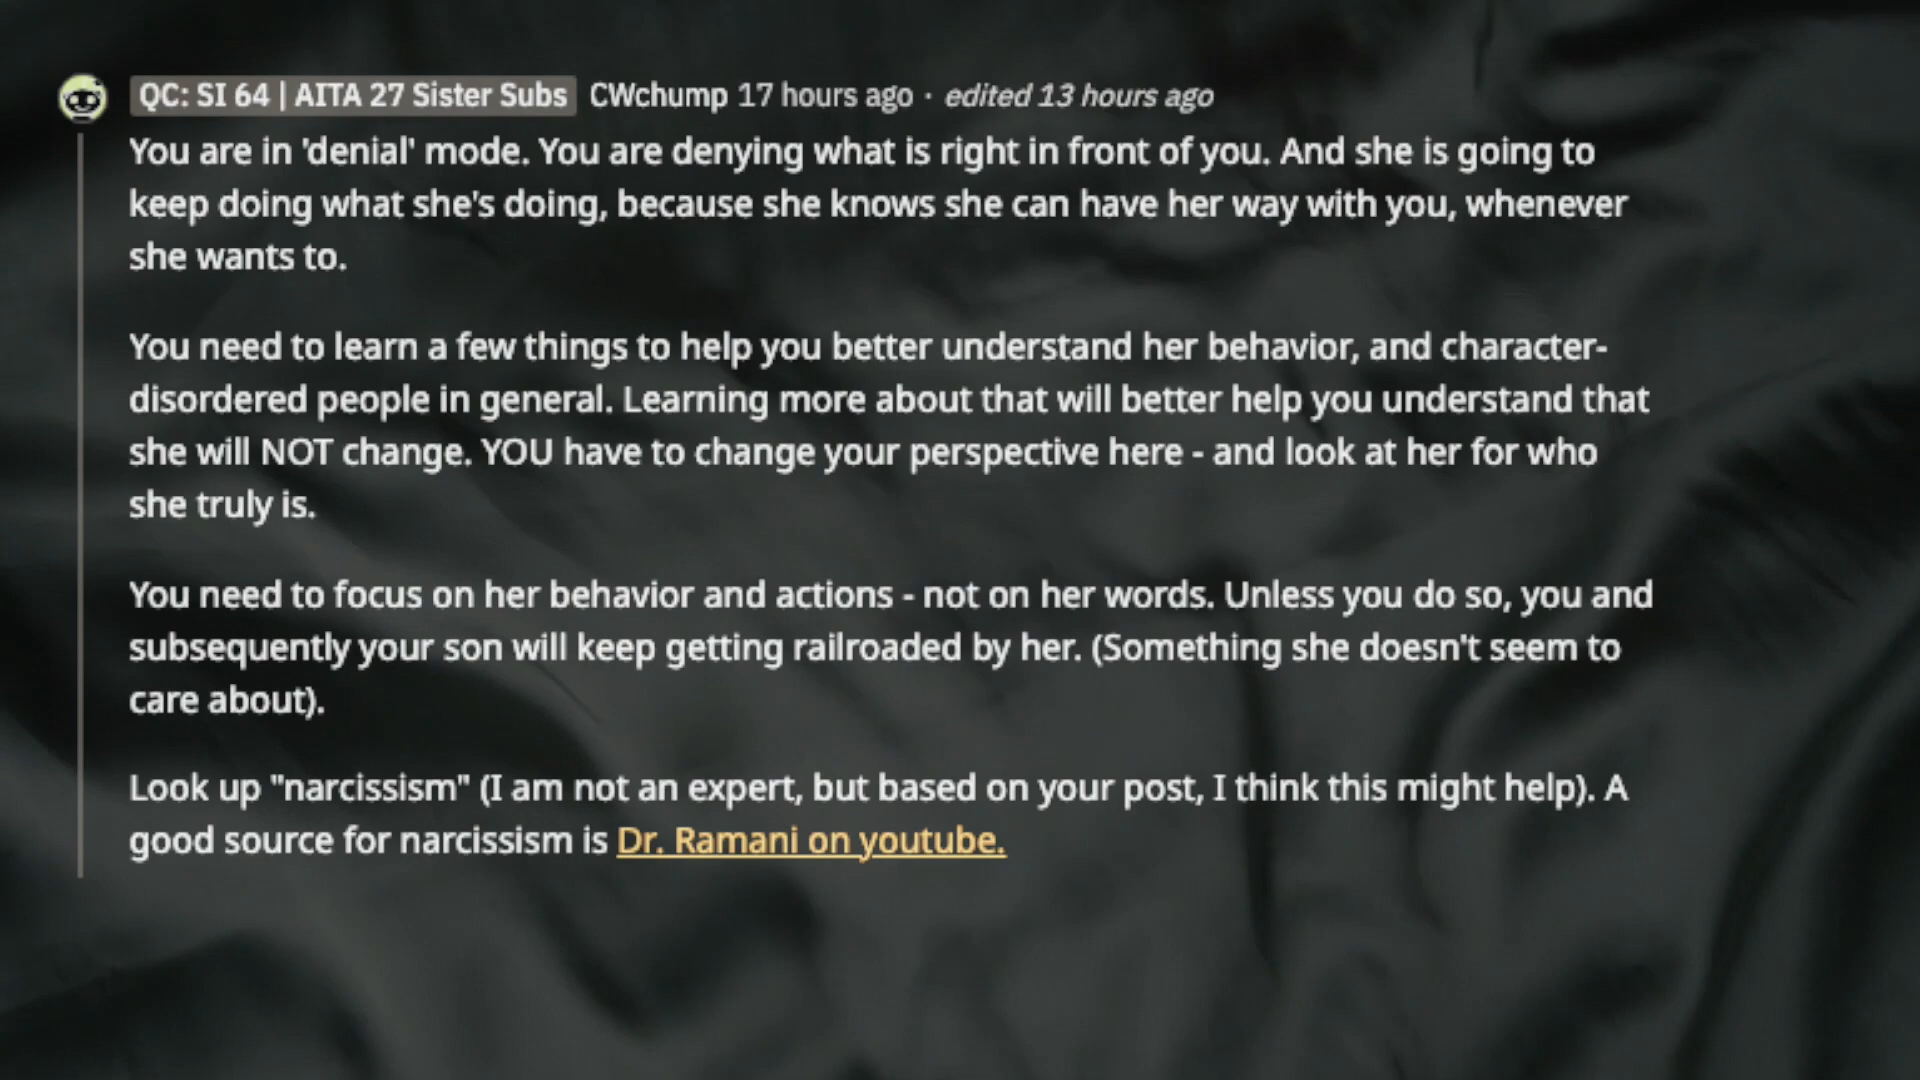 QC: SI 64 | AITA 27 Sister Subs CWchump 17 hours ago · edited 13 hours ago
You are in 'denial' mode. You are denying what is right in front of you. And she is going to
keep doing what she's doing, because she knows she can have her way with you, whenever
she wants to.
You need to learn a few things to help you better understand her behavior, and character-
disordered people in general. Learning more about that will better help you understand that
she will NOT change. YOU have to change your perspective here - and look at her for who
she truly is.
You need to focus on her behavior and actions - not on her words. Unless you do so, you and
subsequently your son will keep getting railroaded by her. (Something she doesn't seem to
care about).
Look up "narcissism" (I am not an expert, but based on your post, I think this might help). A
good source for narcissism is Dr. Ramani on youtube.